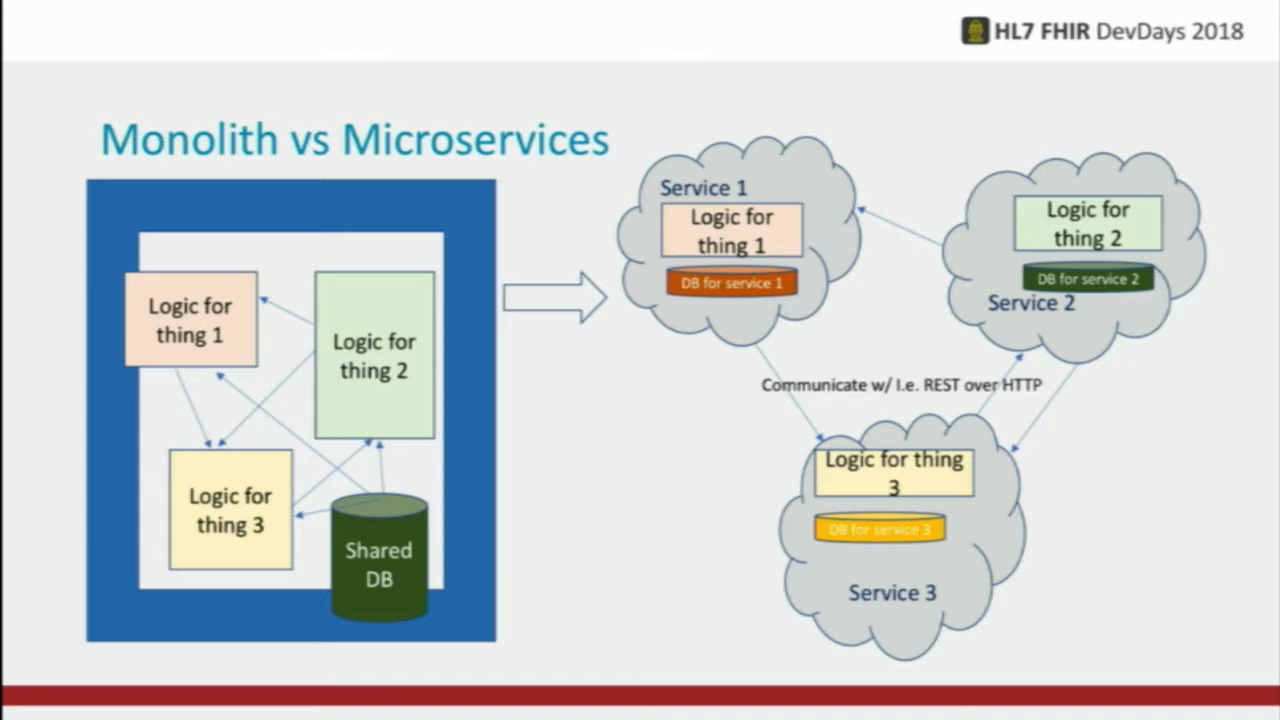 HL7 FHIR DevDays 2018
Monolith vs Microservices
Logic for
thing 1
Logic for
thing 2
Logic for
thing 3
Shared
DB
Service 1
Logic for
thing 1
DB for service 1
Logic for
thing 2
DB for service 2
Service 2
Communicate w/ I.e. REST over HTTP
Logic for thing
3
DB for service 3
Service 3